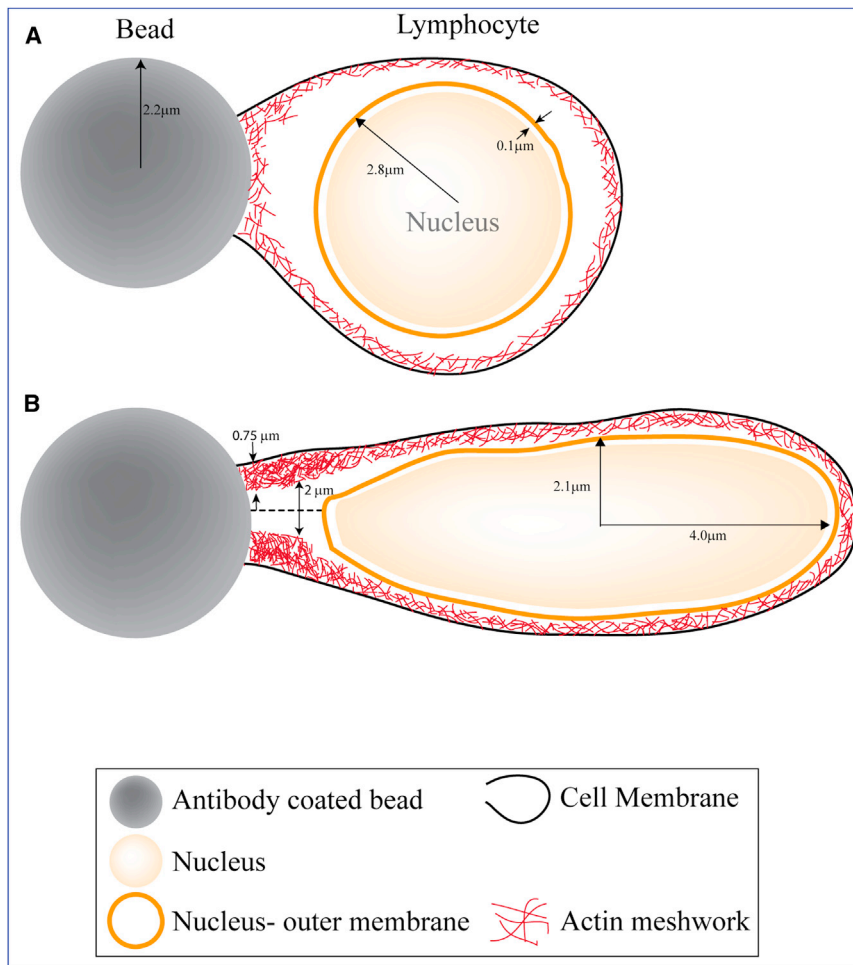 Bead
Lymphocyte
A
2.2μm
0.1μm
2.8μm
Nucleus
B
0.75 μm
2 μm
2.1μm
4.0μm
Antibody coated bead
Cell Membrane
Nucleus
Nucleus- outer membrane
Actin meshwork